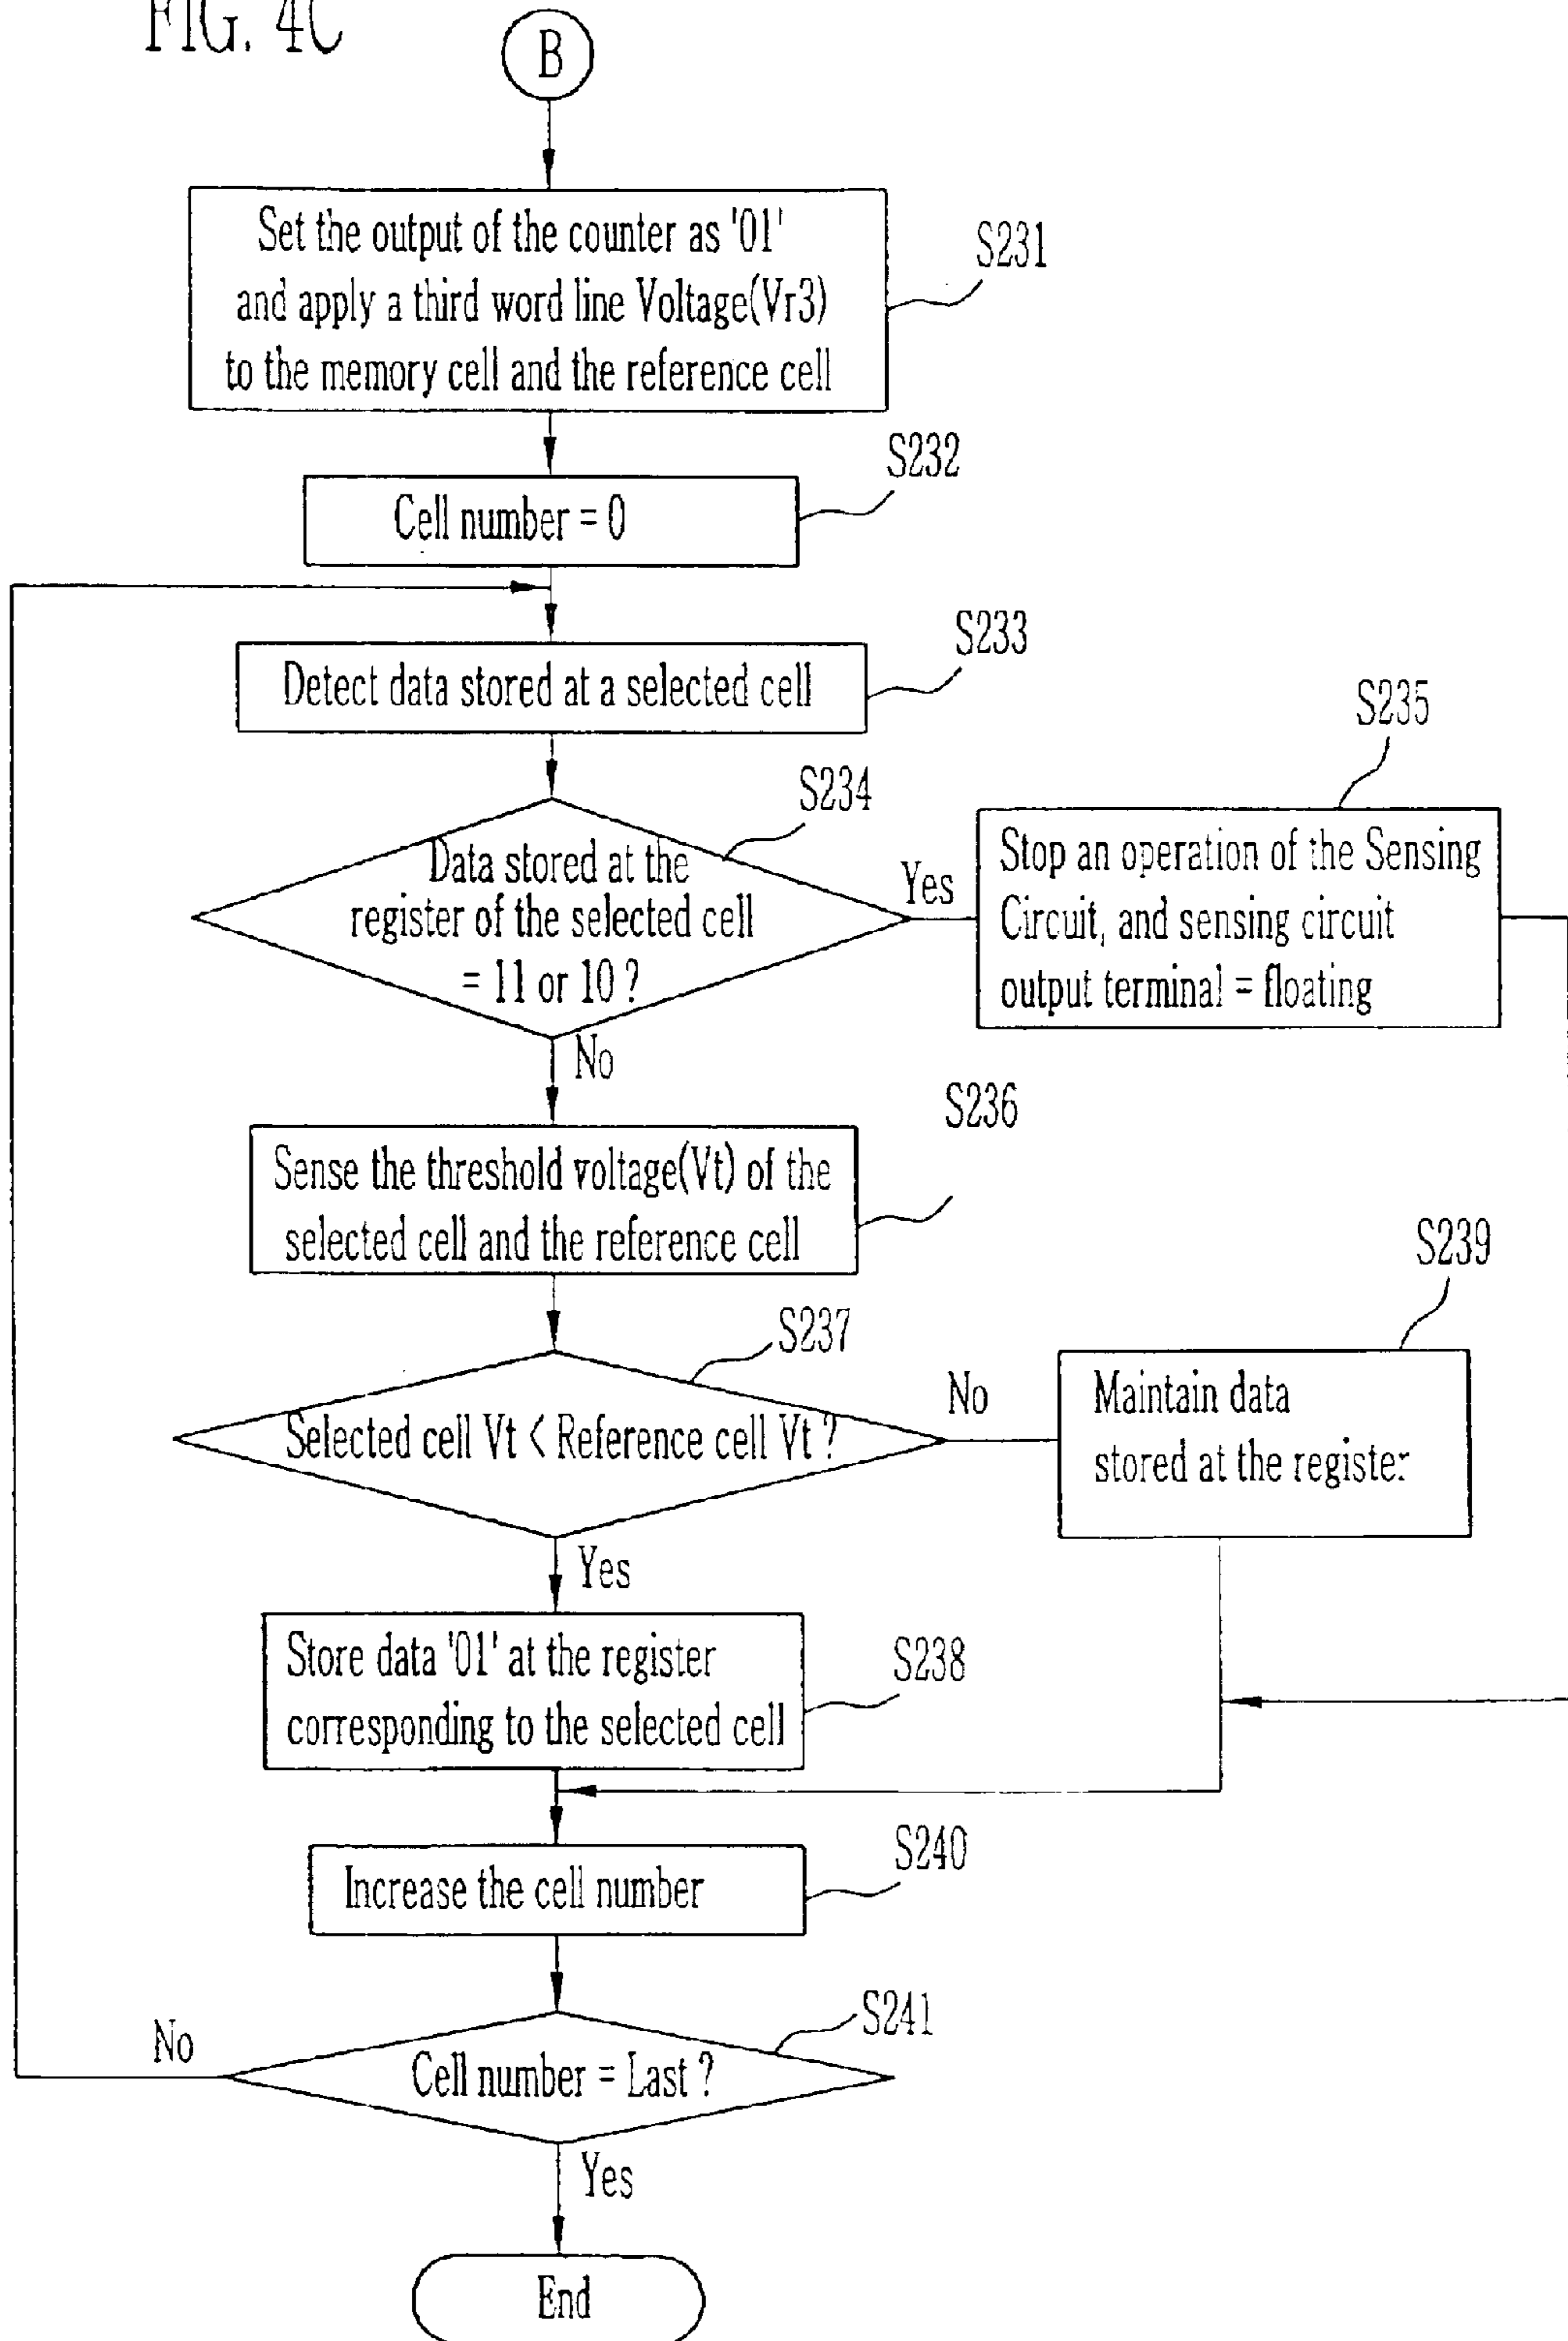 FIG. 4C
B
Set the output of the counter as '01'
and apply a third word line Voltage(Vr3)
to the memory cell and the reference cell
S231
S232
Cell number = 0
S233
Detect data stored at a selected cell
S234
Data stored at the
register of the selected cell
= 11 or 10 ?
Yes
S235
Stop an operation of the Sensing
Circuit, and sensing circuit
output terminal = floating
No
S236
Sense the threshold voltage(Vt) of the
selected cell and the reference cell
S237
Selected cell Vt < Reference cell Vt ?
No
S239
Maintain data
stored at the register
Yes
S238
Store data '01' at the register
corresponding to the selected cell
S240
Increase the cell number
S241
Cell number = Last ?
No
Yes
End